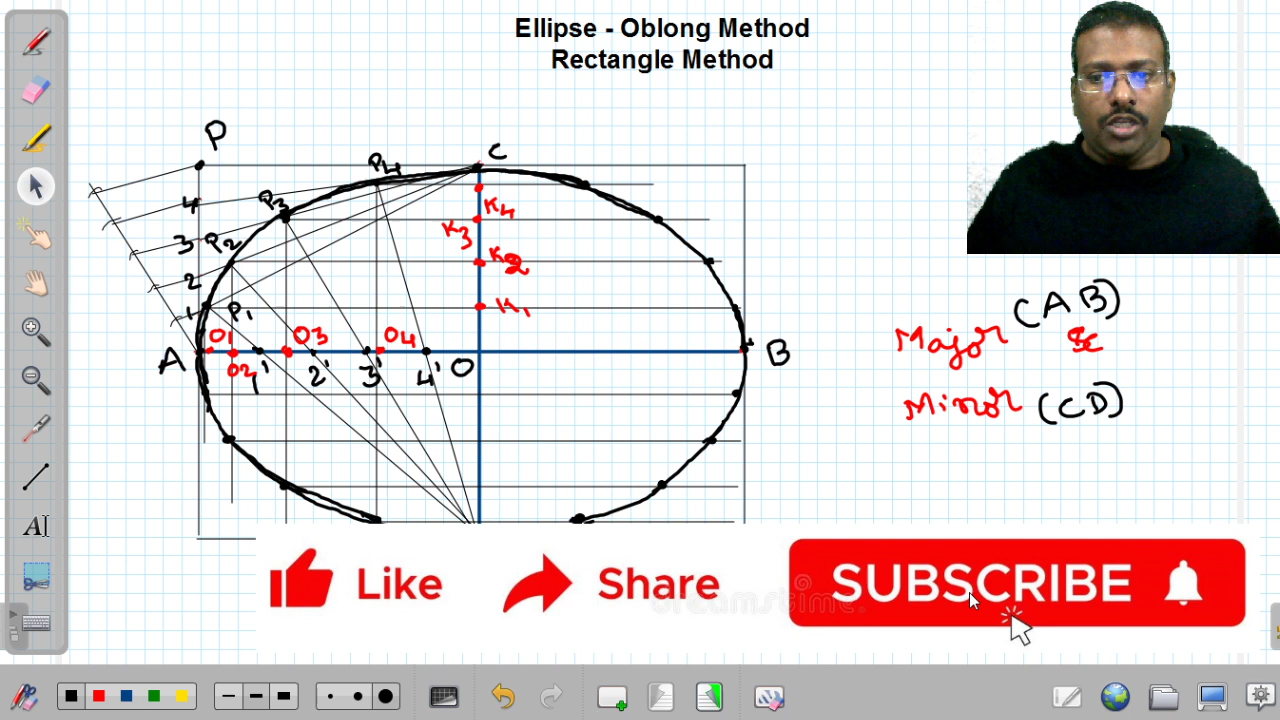 Ellipse - Oblong Method
Rectangle Method
P
C
P4
4
P3
K4
3
P2
K3
K2
2
1
P1
K1
O1
O3
O4
A
O2
1'
2'
3'
4'
O
B
Major (AB)
&
Minor (CD)
Like
Share
SUBSCRIBE
dreamstime.
A